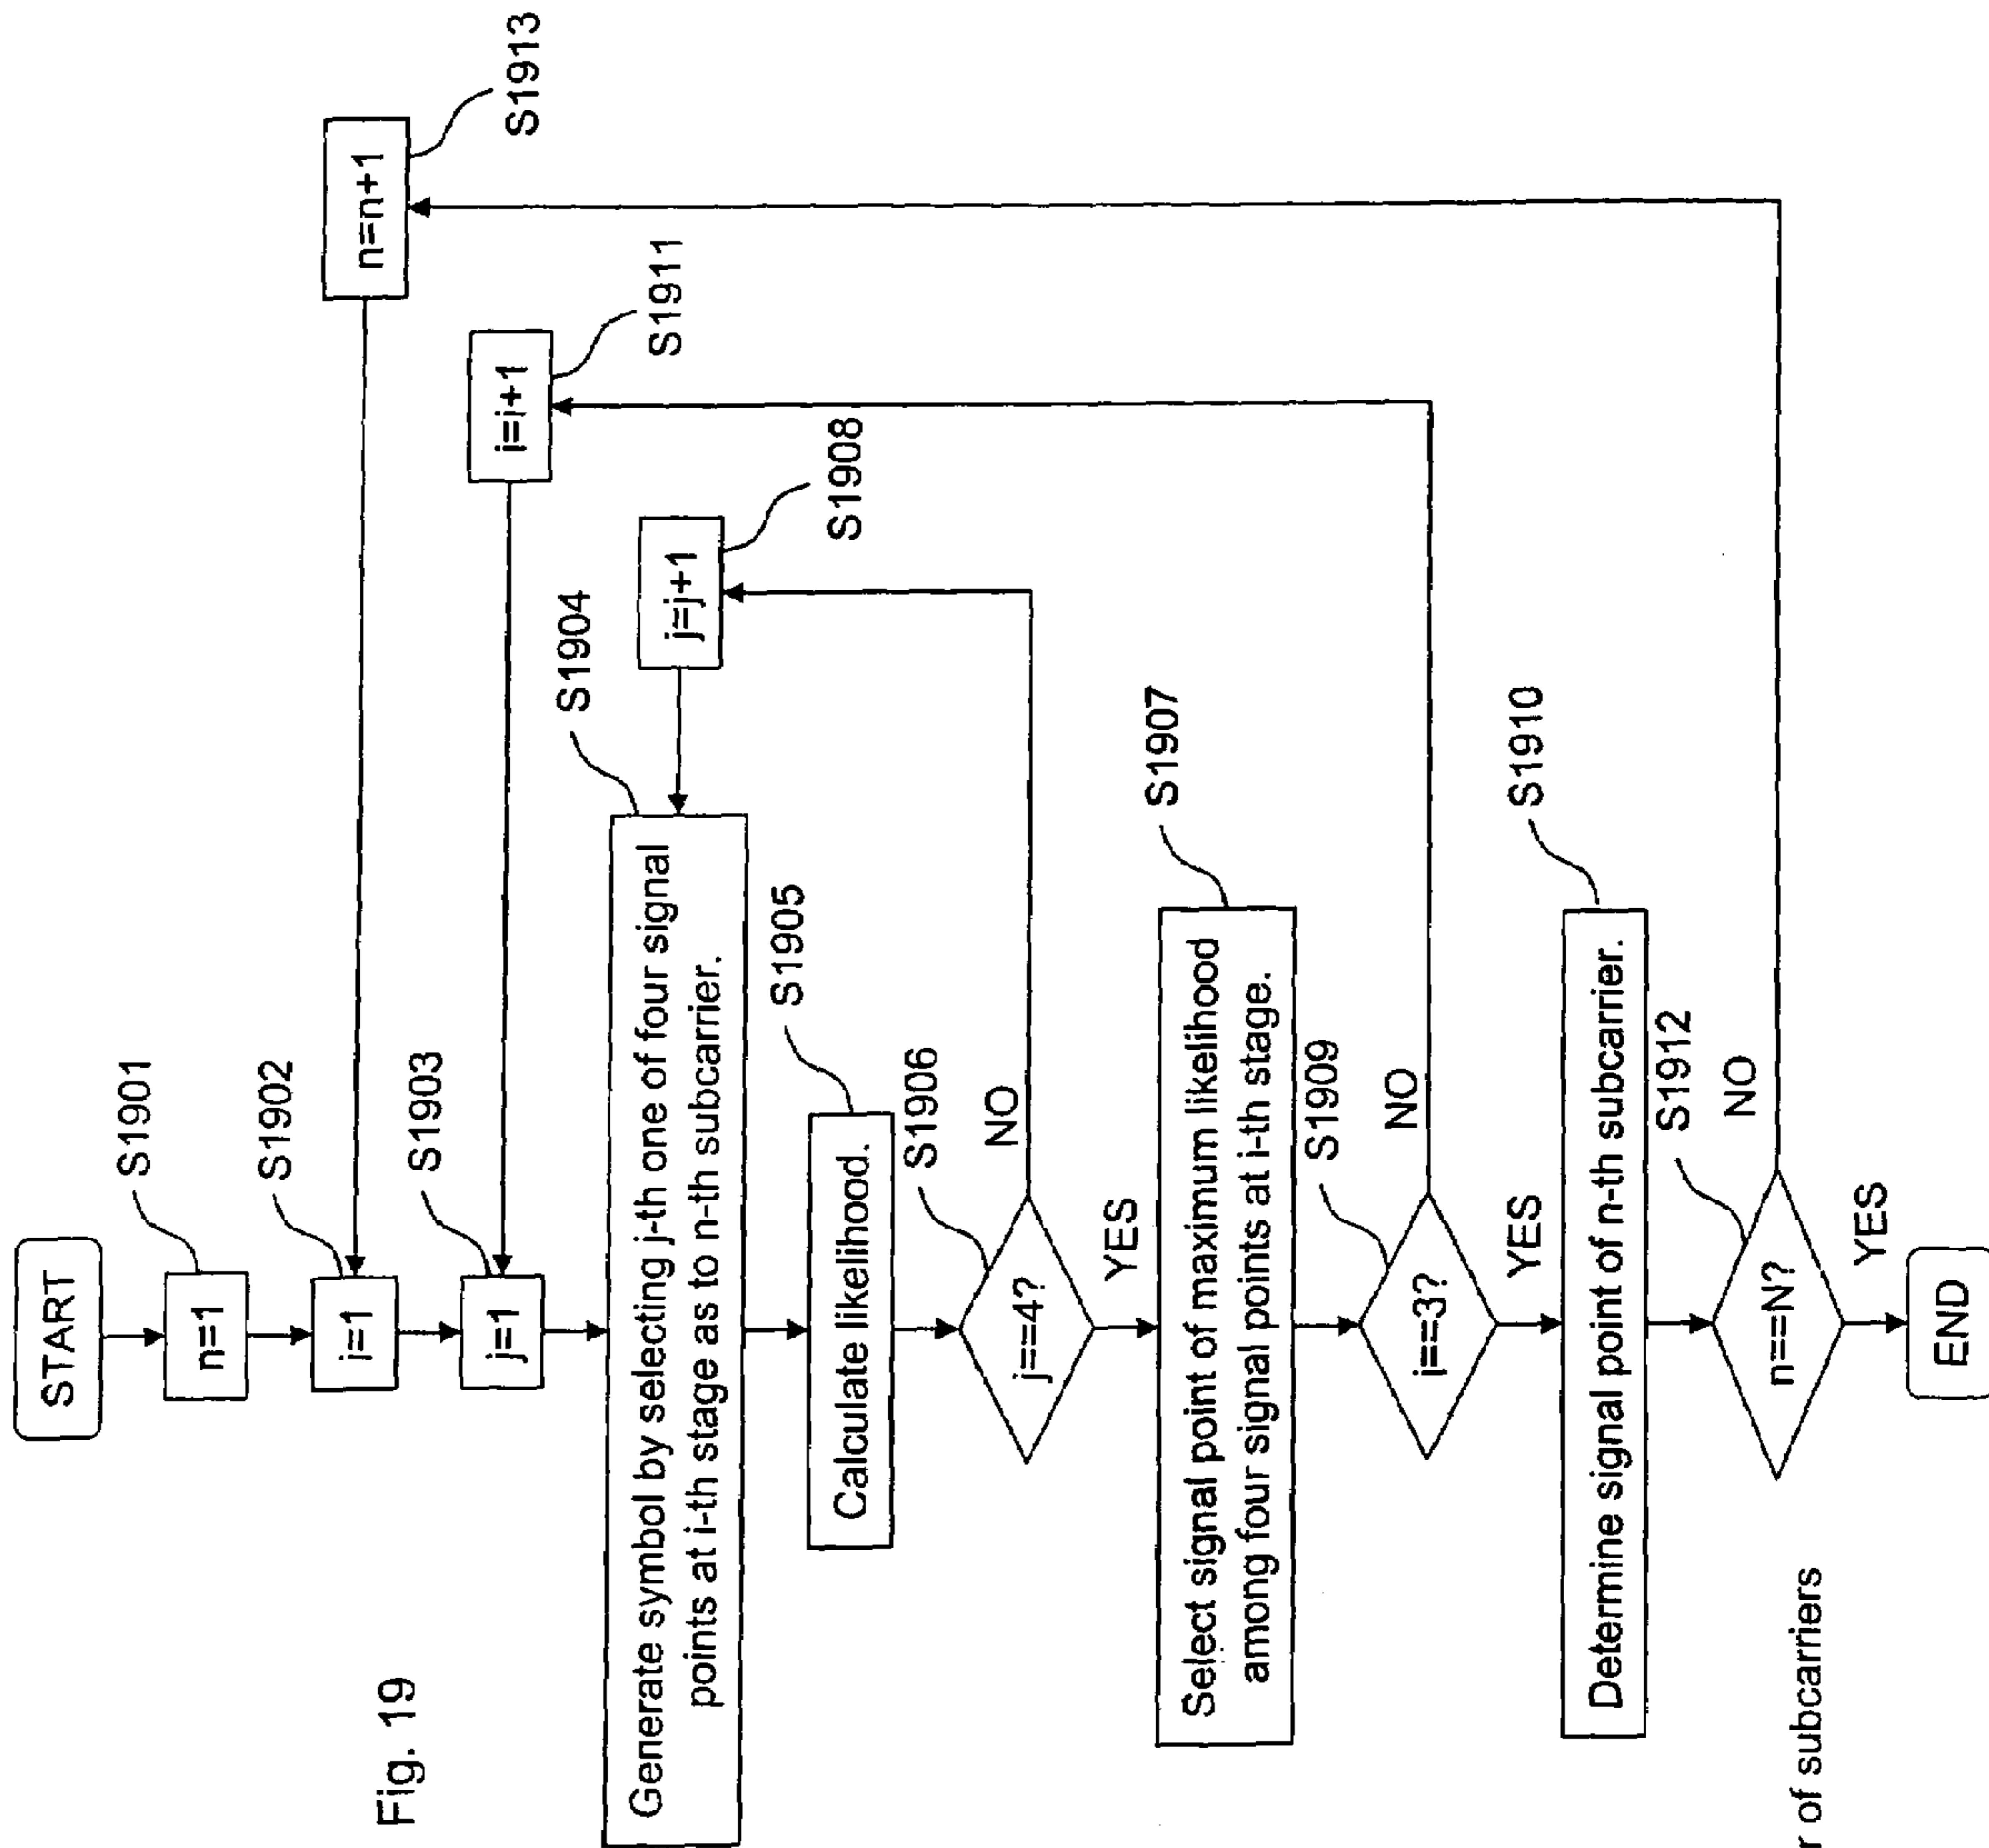 Fig. 19
START
n=1
S1901
i=1
S1902
j=1
S1903
Generate symbol by selecting j-th one of four signal
points at i-th stage as to n-th subcarrier.
S1904
Calculate likelihood.
S1905
j==4?
S1906
NO
YES
j=j+1
S1908
Select signal point of maximum likelihood
among four signal points at i-th stage.
S1907
i==3?
S1909
NO
YES
i=i+1
S1911
Determine signal point of n-th subcarrier.
S1910
n==N?
S1912
NO
YES
n=n+1
S1913
END
of subcarriers